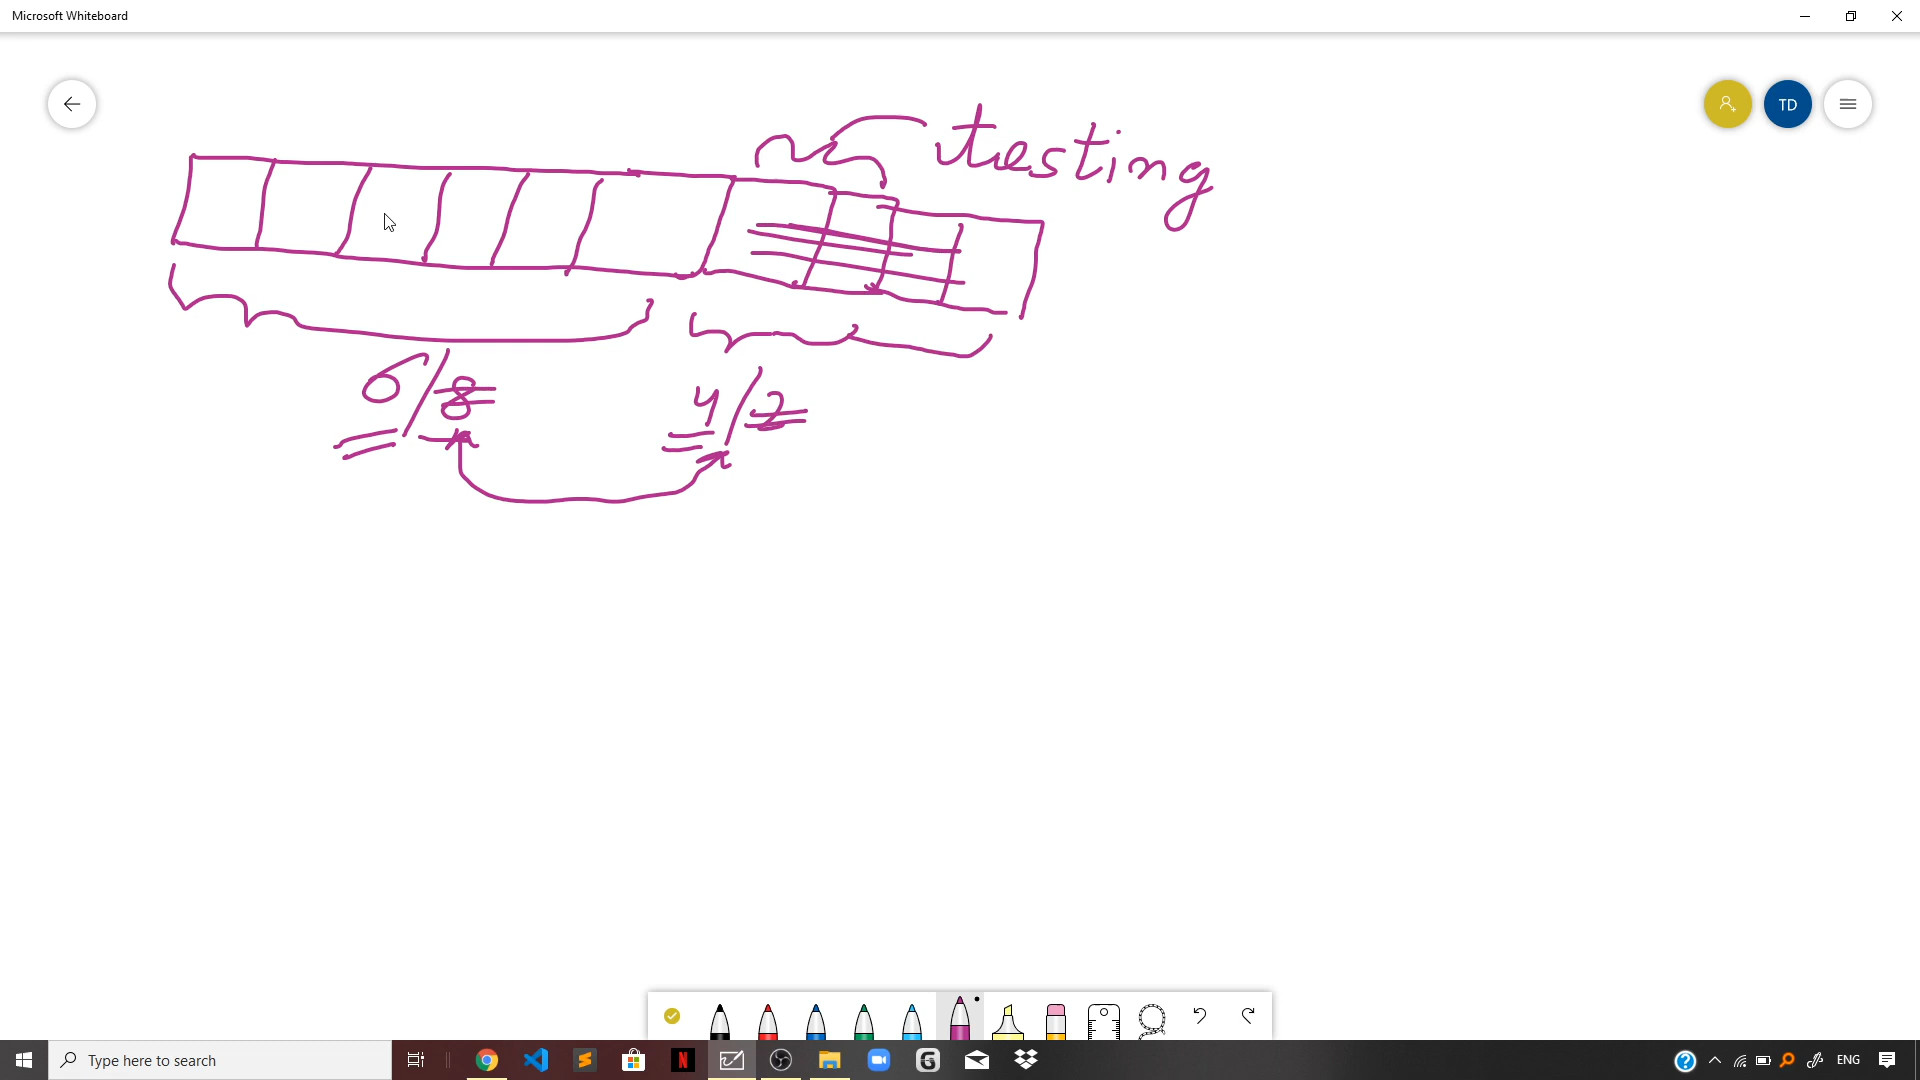 Microsoft Whiteboard
TD
testing
6/8
4/2
Type here to search
ENG